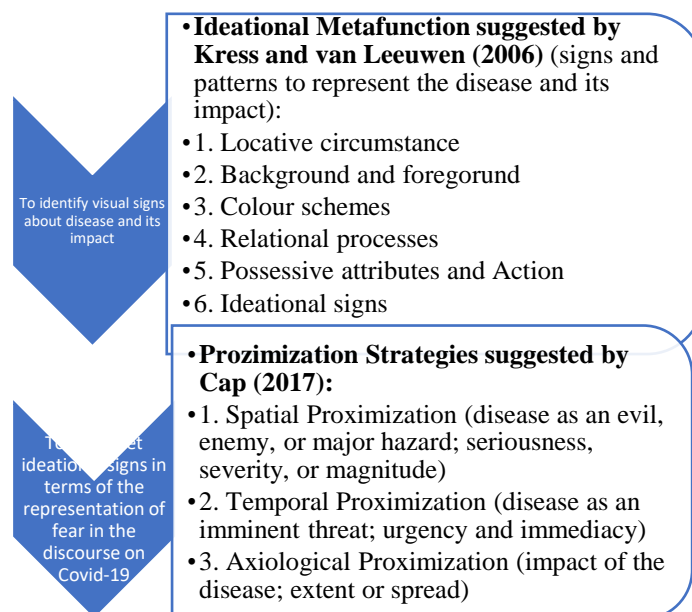 •Ideational Metafunction suggested by
Kress and van Leeuwen (2006) (signs and
patterns to represent the disease and its
impact):
•1. Locative circumstance
•2. Background and foregorund
•3. Colour schemes
•4. Relational processes
•5. Possessive attributes and Action
•6. Ideational signs
To identify visual signs
about disease and its
impact
•Prozimization Strategies suggested by
Cap (2017):
•1. Spatial Proximization (disease as an evil,
enemy, or major hazard; seriousness,
severity, or magnitude)
•2. Temporal Proximization (disease as an
imminent threat; urgency and immediacy)
•3. Axiological Proximization (impact of the
disease; extent or spread)
To
signs in
terms of the
representation of
fear in the
discourse on
Covid-19